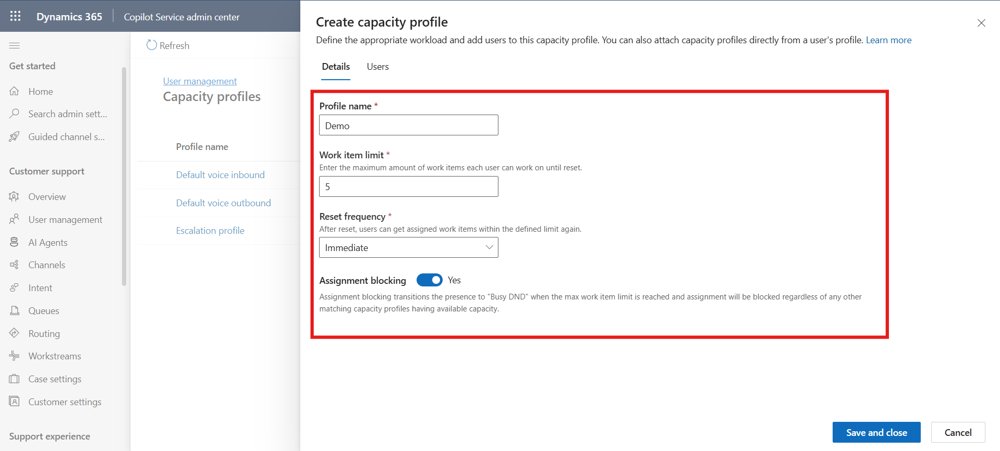 Dynamics 365
Copilot Service admin center
Get started
Home
Search admin sett...
Guided channel s...
Customer support
Overview
User management
AI Agents
Channels
Intent
Queues
Routing
Workstreams
Case settings
Customer settings
Support experience
Refresh
User management
Capacity profiles
Profile name
Default voice inbound
Default voice outbound
Escalation profile
Create capacity profile
Define the appropriate workload and add users to this capacity profile. You can also attach capacity profiles directly from a user's profile. Learn more
Details
Users
Profile name *
Demo
Work item limit *
Enter the maximum amount of work items each user can work on until reset.
5
Reset frequency *
After reset, users can get assigned work items within the defined limit again.
Immediate
Assignment blocking
Yes
Assignment blocking transitions the presence to "Busy DND" when the max work item limit is reached and assignment will be blocked regardless of any other
matching capacity profiles having available capacity.
Save and close
Cancel